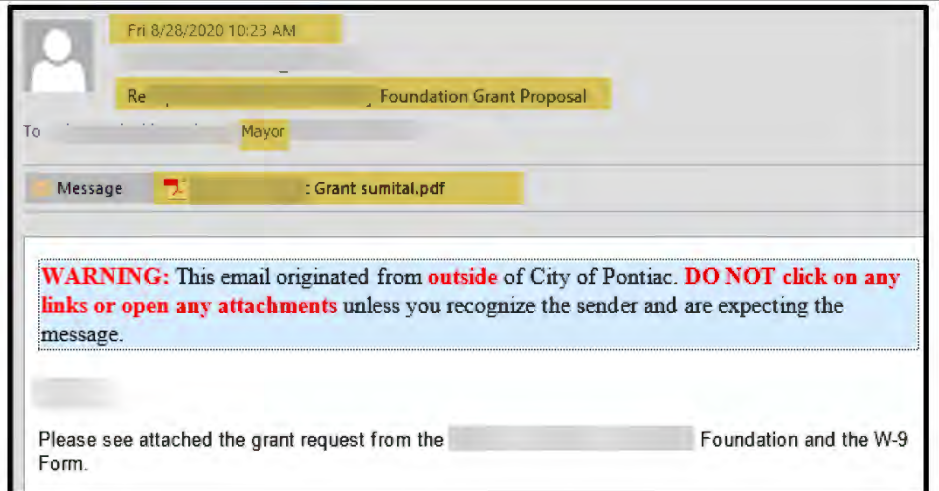 Fri 8/28/2020 10:23 AM
Re Foundation Grant Proposal
To Mayor
Message Grant sumital.pdf
WARNING: This email originated from outside of City of Pontiac. DO NOT click on any
links or open any attachments unless you recognize the sender and are expecting the
message.
Please see attached the grant request from the Foundation and the W-9
Form.